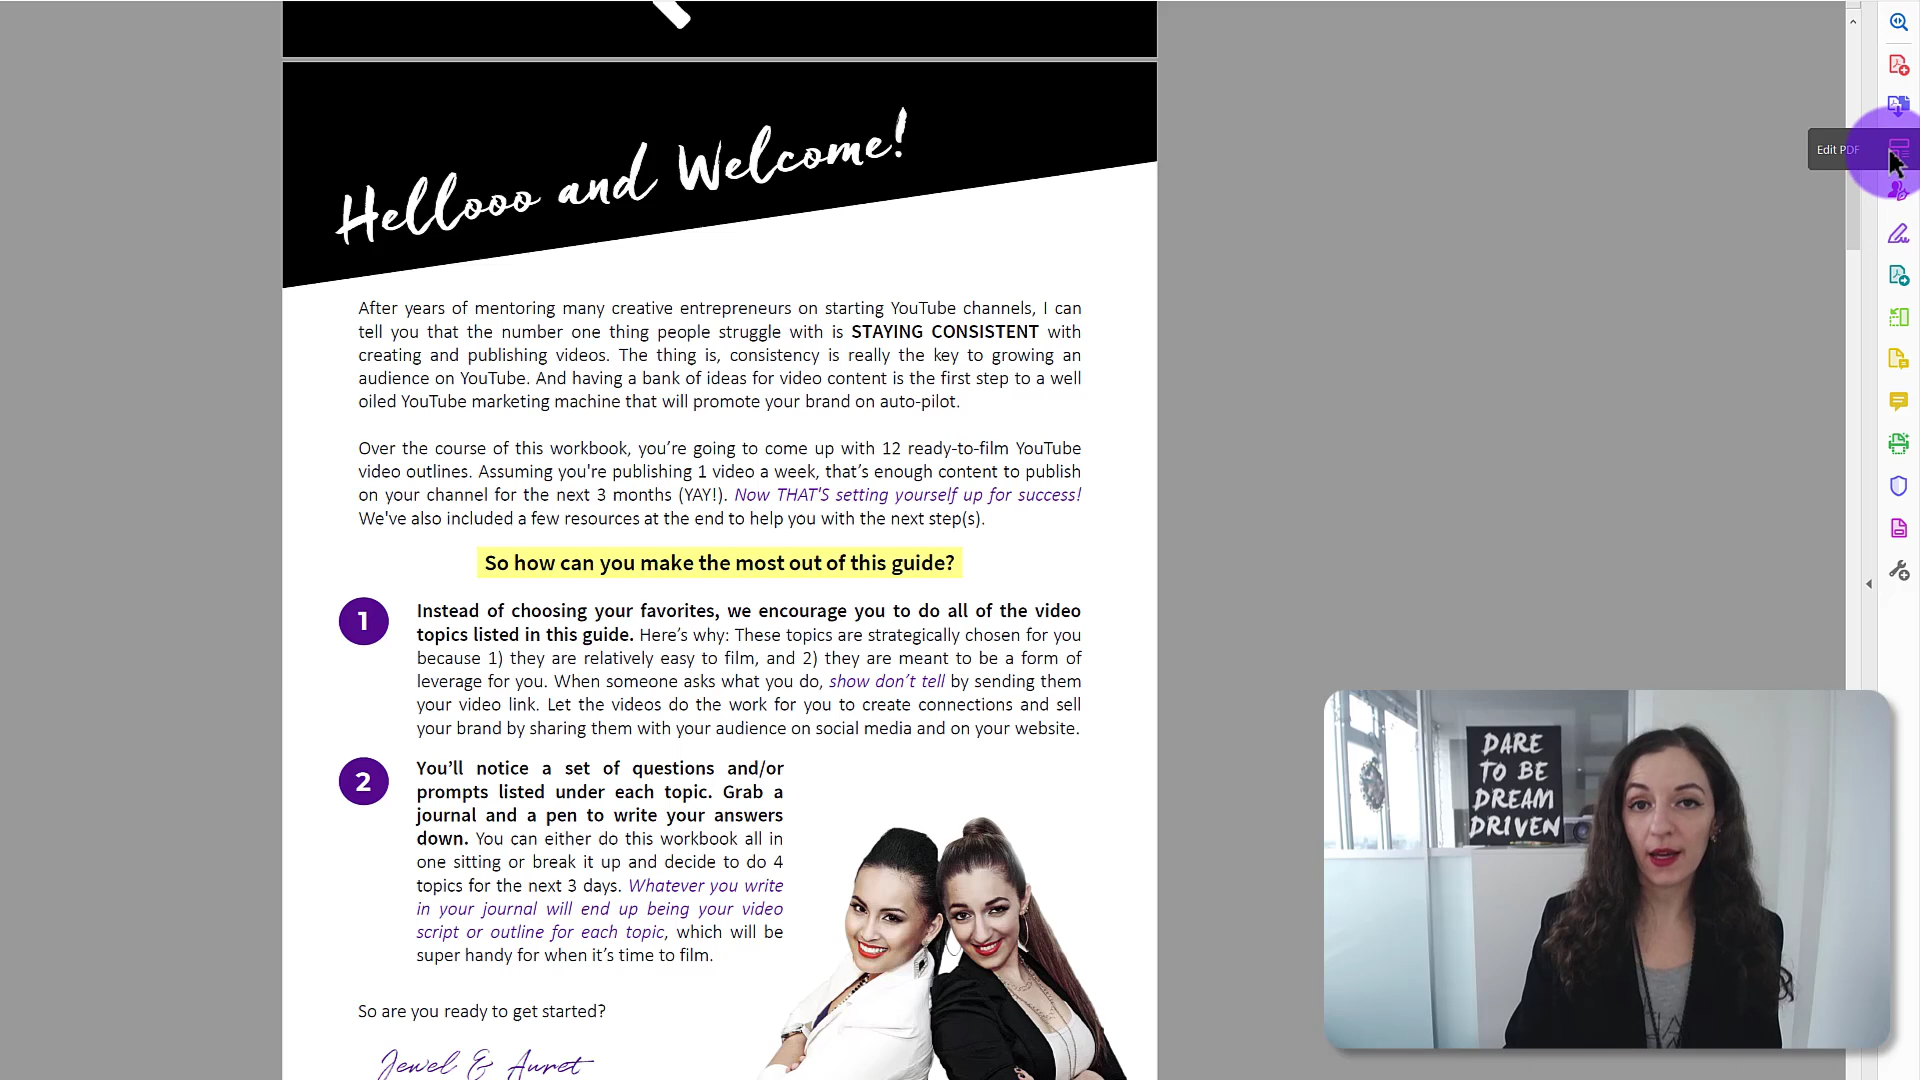 Hellooo and Welcome!
After years of mentoring many creative entrepreneurs on starting YouTube channels, I can
tell you that the number one thing people struggle with is STAYING CONSISTENT with
creating and publishing videos. The thing is, consistency is really the key to growing an
audience on YouTube. And having a bank of ideas for video content is the first step to a well
oiled YouTube marketing machine that will promote your brand on auto-pilot.
Over the course of this workbook, you’re going to come up with 12 ready-to-film YouTube
video outlines. Assuming you're publishing 1 video a week, that’s enough content to publish
on your channel for the next 3 months (YAY!). Now THAT'S setting yourself up for success!
We've also included a few resources at the end to help you with the next step(s).
So how can you make the most out of this guide?
1
Instead of choosing your favorites, we encourage you to do all of the video
topics listed in this guide. Here’s why: These topics are strategically chosen for you
because 1) they are relatively easy to film, and 2) they are meant to be a form of
leverage for you. When someone asks what you do, show don’t tell by sending them
your video link. Let the videos do the work for you to create connections and sell
your brand by sharing them with your audience on social media and on your website.
2
You’ll notice a set of questions and/or
prompts listed under each topic. Grab a
journal and a pen to write your answers
down. You can either do this workbook all in
one sitting or break it up and decide to do 4
topics for the next 3 days. Whatever you write
in your journal will end up being your video
script or outline for each topic, which will be
super handy for when it’s time to film.
So are you ready to get started?
Jewel & Auret
Edit PDF
DARE
TO BE
DREAM
DRIVEN